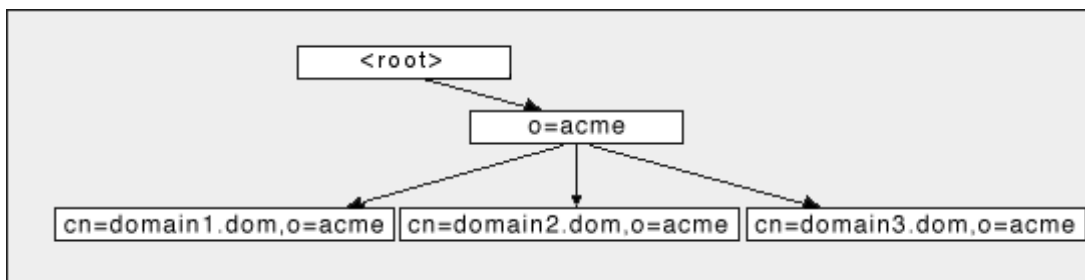 <root>
o=acme
cn=domain1.dom,o=acme
cn=domain2.dom,o=acme
cn=domain3.dom,o=acme